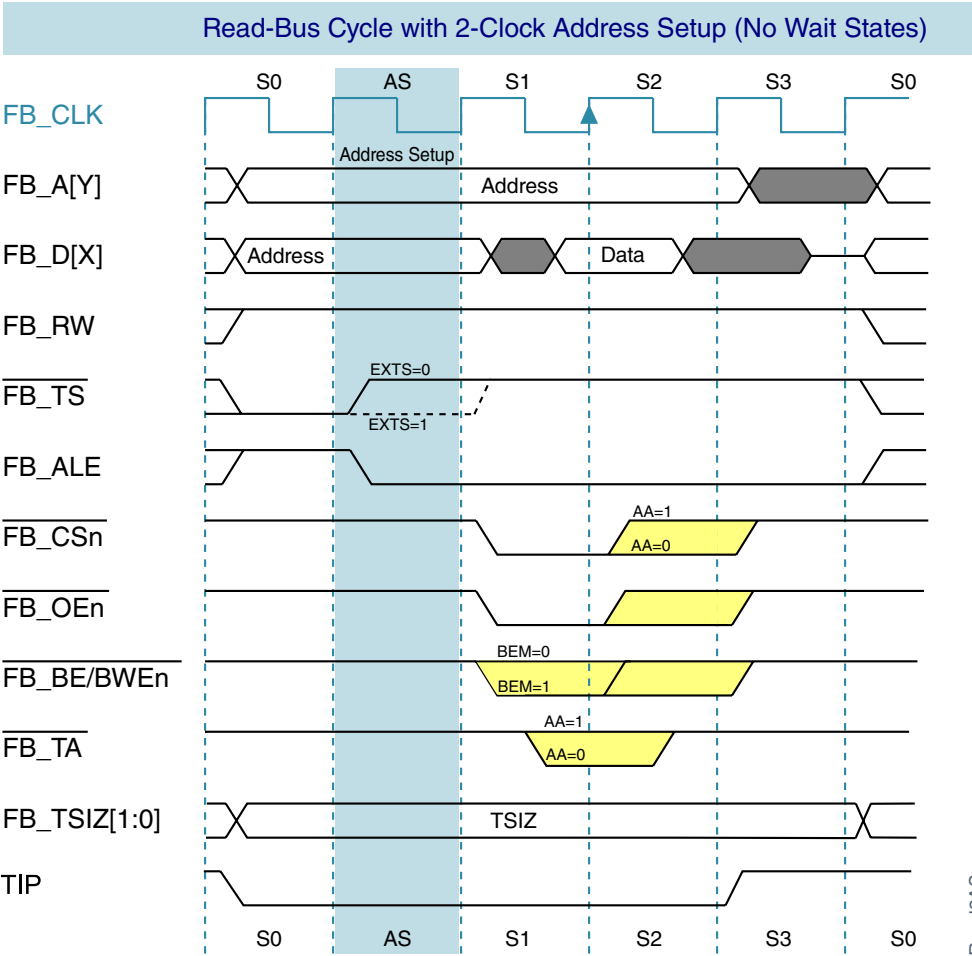 Read-Bus Cycle with 2-Clock Address Setup (No Wait States)
S0 AS S1 S2 S3 S0
FB_CLK
Address Setup
FB_A[Y] Address
FB_D[X] Address Data
FB_RW
FB_TS EXTS=0
EXTS=1
FB_ALE
FB_CSn AA=1
AA=0
FB_OEn
FB_BE/BWEn BEM=0
BEM=1
FB_TA AA=1
AA=0
FB_TSIZ[1:0] TSIZ
TIP
S0 AS S1 S2 S3 S0